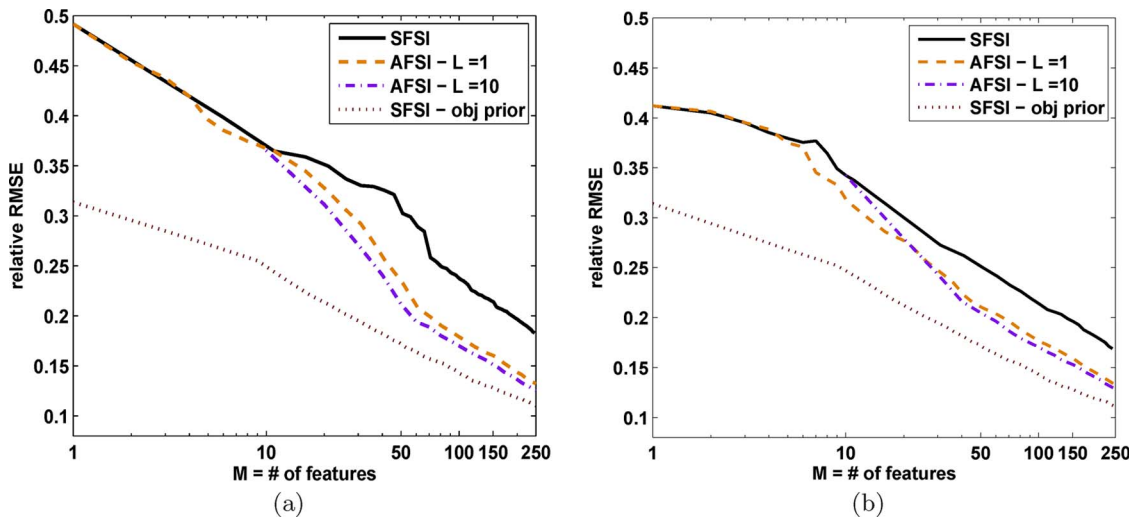 0.5
0.45
0.4
0.35
0.3
0.25
0.2
0.15
0.1
relative RMSE
SFSI
AFSI − L =1
AFSI − L =10
SFSI − obj prior
1 10 50 100 150 250
M = # of features
(a)
0.5
0.45
0.4
0.35
0.3
0.25
0.2
0.15
0.1
relative RMSE
SFSI
AFSI − L =1
AFSI − L =10
SFSI − obj prior
1 10 50 100 150 250
M = # of features
(b)